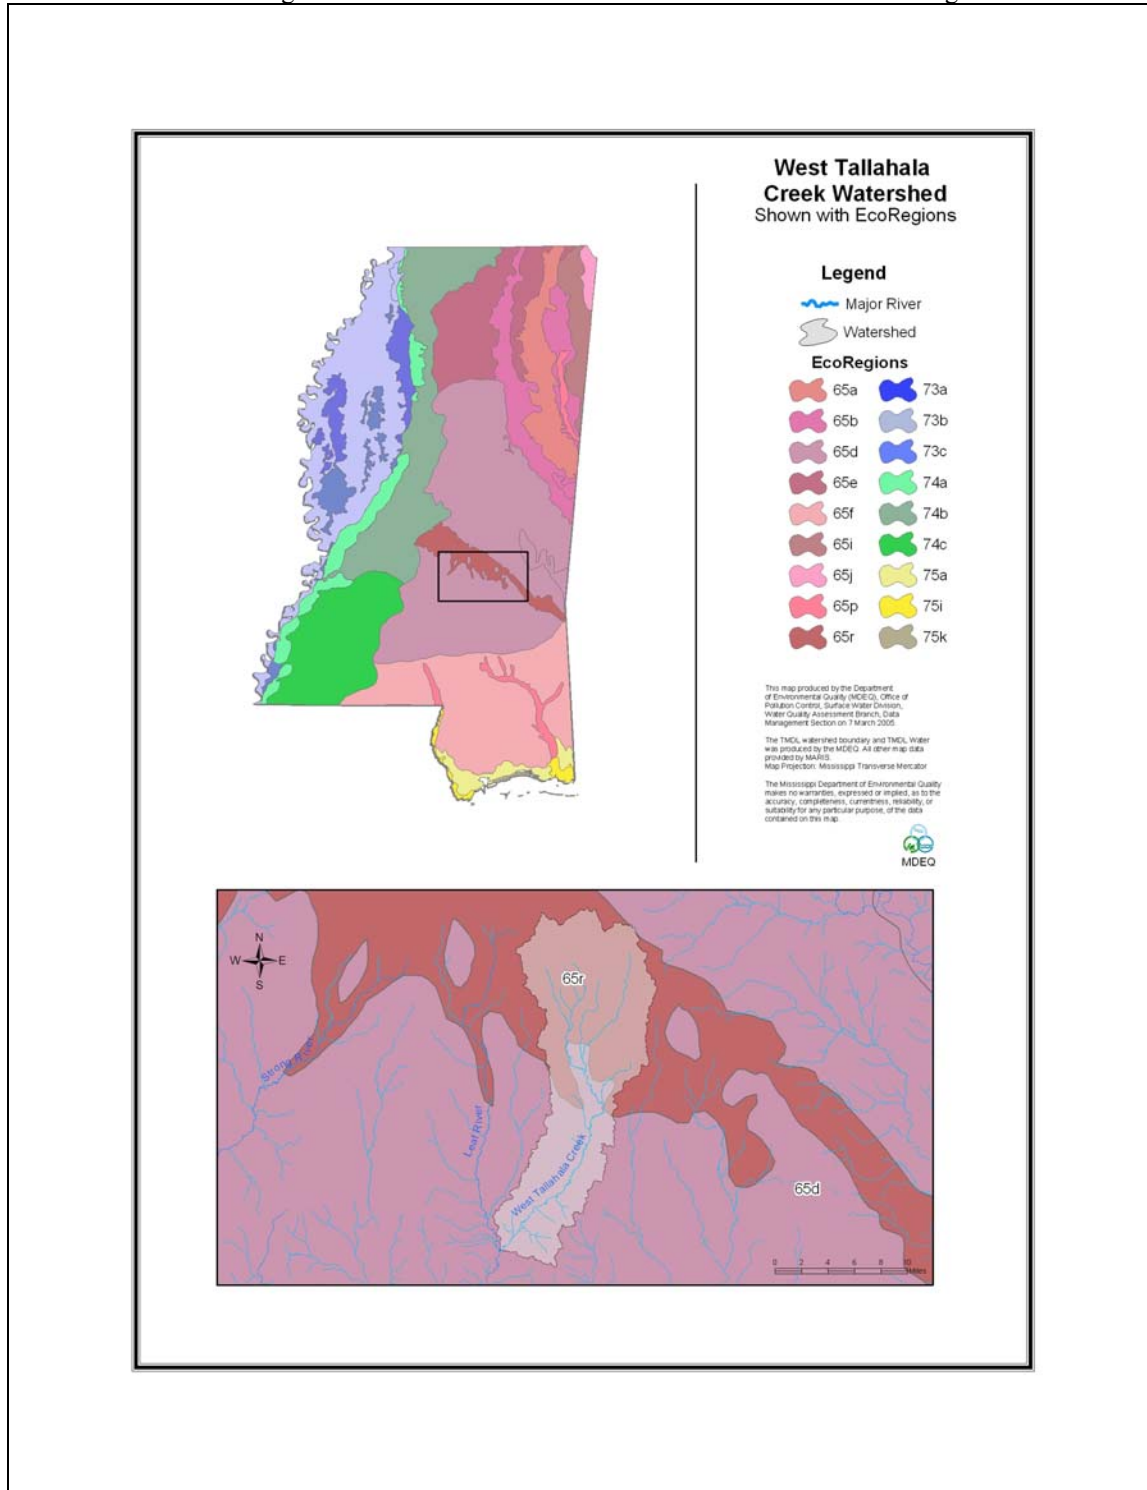 West Tallahala
Creek Watershed
Shown with EcoRegions
Legend
Major River
Watershed
EcoRegions
65a 73a
65b 73b
65d 73c
65e 74a
65f 74b
65i 74c
65j 75a
65p 75i
65r 75k
This map produced by the Department
of Environmental Quality (MDEQ), Office of
Pollution Control, Surface Water Division,
Water Quality Assessment Branch, Data
Management Section on 7 March 2005.
The TMDL watershed boundary and TMDL Water
was produced by the MDEQ. All other map data
provided by MARIS.
Map Projection: Mississippi Transverse Mercator
The Mississippi Department of Environmental Quality
makes no warranties, expressed or implied, as to the
accuracy, completeness, currentness, reliability, or
suitability for any particular purpose, of the data
contained on this map.
MDEQ
N
W E
S
65r
Strong River
Leaf River
West Tallahala Creek
65d
0 2 4 6 8 10
Miles